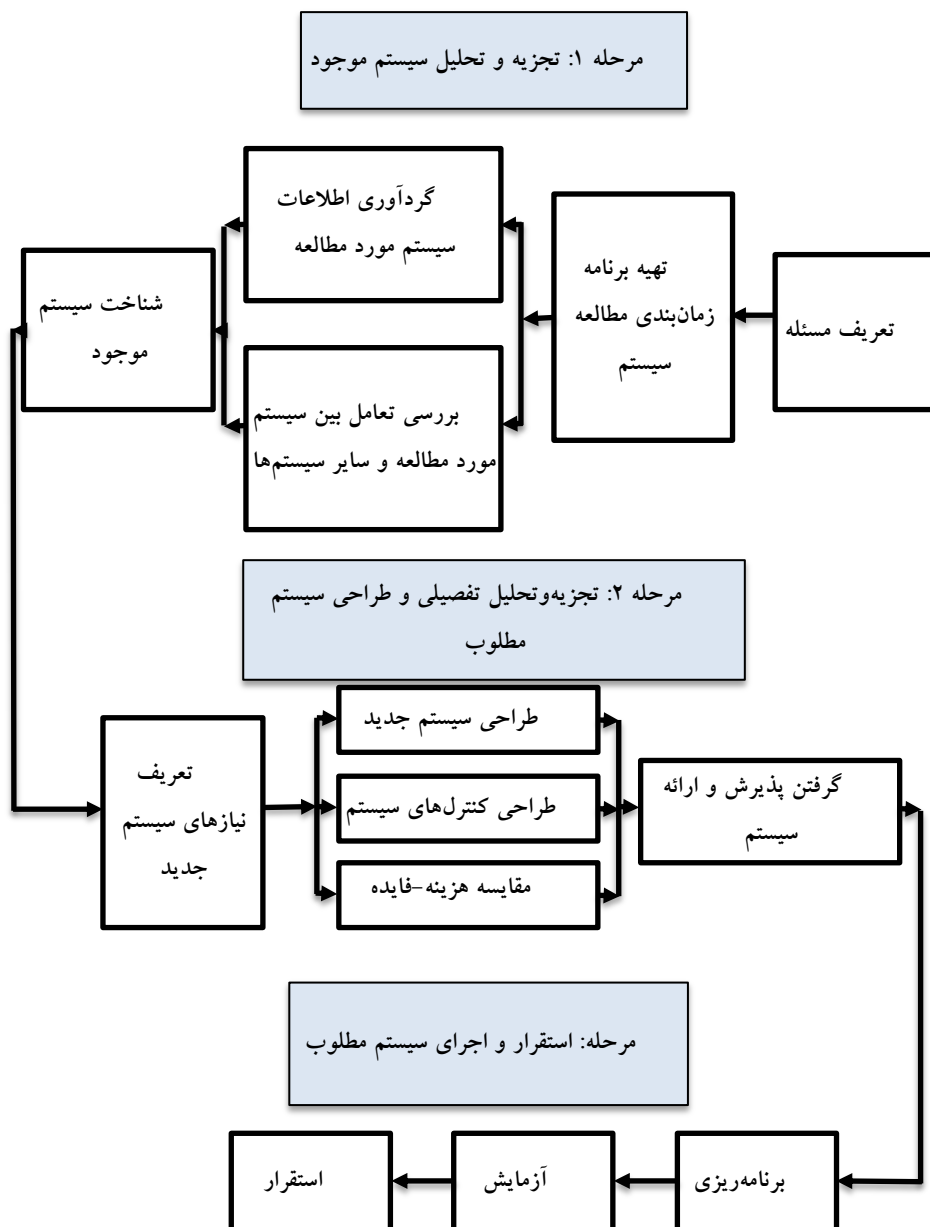 مرحله ۱: تجزیه و تحلیل سیستم موجود
تعریف مسئله
تهیه برنامه
زمان‌بندی مطالعه
سیستم
گردآوری اطلاعات
سیستم مورد مطالعه
بررسی تعامل بین سیستم
مورد مطالعه و سایر سیستم‌ها
شناخت سیستم
موجود
مرحله ۲: تجزیه‌وتحلیل تفصیلی و طراحی سیستم
مطلوب
تعریف
نیازهای سیستم
جدید
طراحی سیستم جدید
طراحی کنترل‌های سیستم
مقایسه هزینه-فایده
گرفتن پذیرش و ارائه
سیستم
مرحله: استقرار و اجرای سیستم مطلوب
برنامه‌ریزی
آزمایش
استقرار